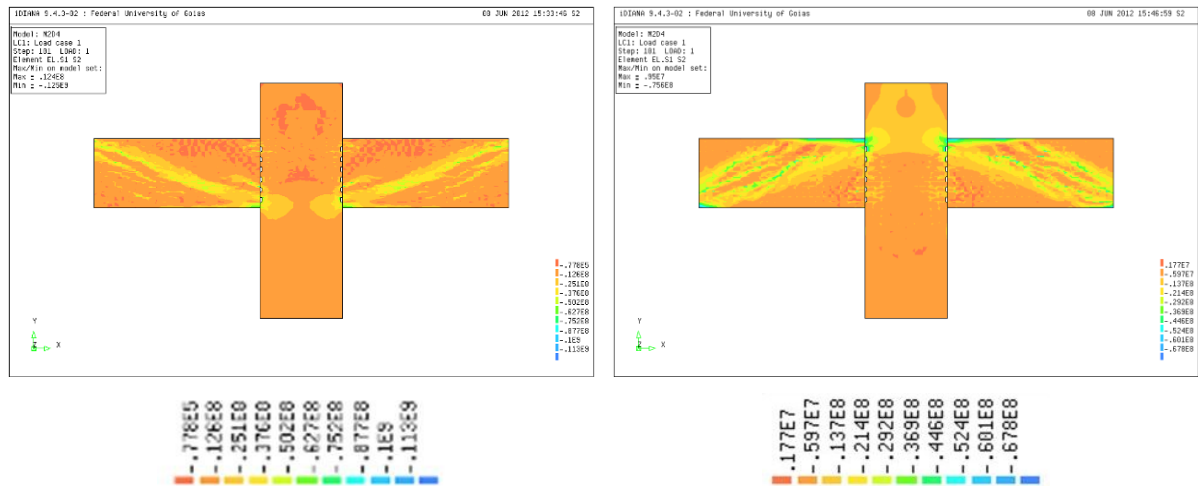 iDIANA 9.4.3-02 : Federal University of Goias 08 JUN 2012 15:33:46 S2
Model: M2D4
LC1: Load case 1
Step: 101 LOAD: 1
Element EL.S1 S2
Max/Min on model set:
Max = .124E8
Min = -.125E9
-.778E5
-.126E8
-.251E8
-.376E8
-.502E8
-.627E8
-.752E8
-.877E8
-.1E9
-.113E9
Y
Z X
iDIANA 9.4.3-02 : Federal University of Goias 08 JUN 2012 15:46:59 S2
Model: M2D4
LC1: Load case 1
Step: 101 LOAD: 1
Element EL.S1 S2
Max/Min on model set:
Max = .95E7
Min = -.756E8
.177E7
-.597E7
-.137E8
-.214E8
-.292E8
-.369E8
-.446E8
-.524E8
-.601E8
-.678E8
Y
Z X
-.778E5
-.126E8
-.251E8
-.376E8
-.502E8
-.627E8
-.752E8
-.877E8
-.1E9
-.113E9
.177E7
-.597E7
-.137E8
-.214E8
-.292E8
-.369E8
-.446E8
-.524E8
-.601E8
-.678E8